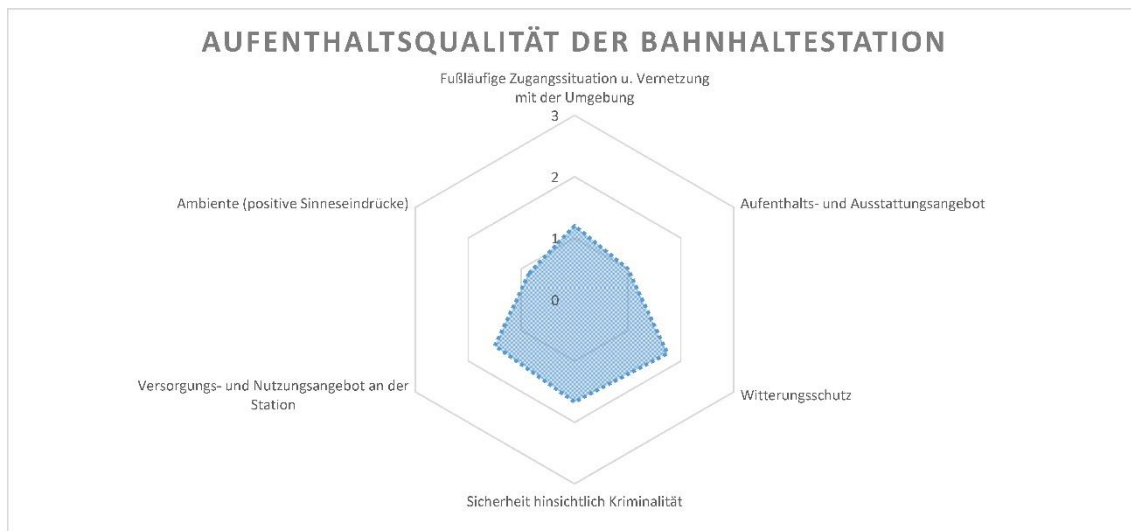 AUFENTHALTSQUALITÄT DER BAHNHALTESTATION
Fußläufige Zugangssituation u. Vernetzung
mit der Umgebung
3
2
1
0
Ambiente (positive Sinneseindrücke)
Aufenthalts- und Ausstattungsangebot
Versorgungs- und Nutzungsangebot an der
Station
Witterungsschutz
Sicherheit hinsichtlich Kriminalität